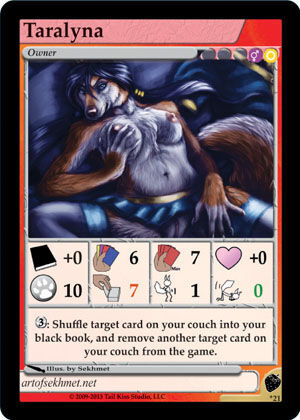 Taralyna
Owner
+0 6 7 +0
Max
10 7 1 0
3: Shuffle target card on your couch into your
black book, and remove another target card on
your couch from the game.
Illus. by Sekhmet
artofsekhmet.net
© 2009-2013 Tail Kiss Studio, LLC
*21